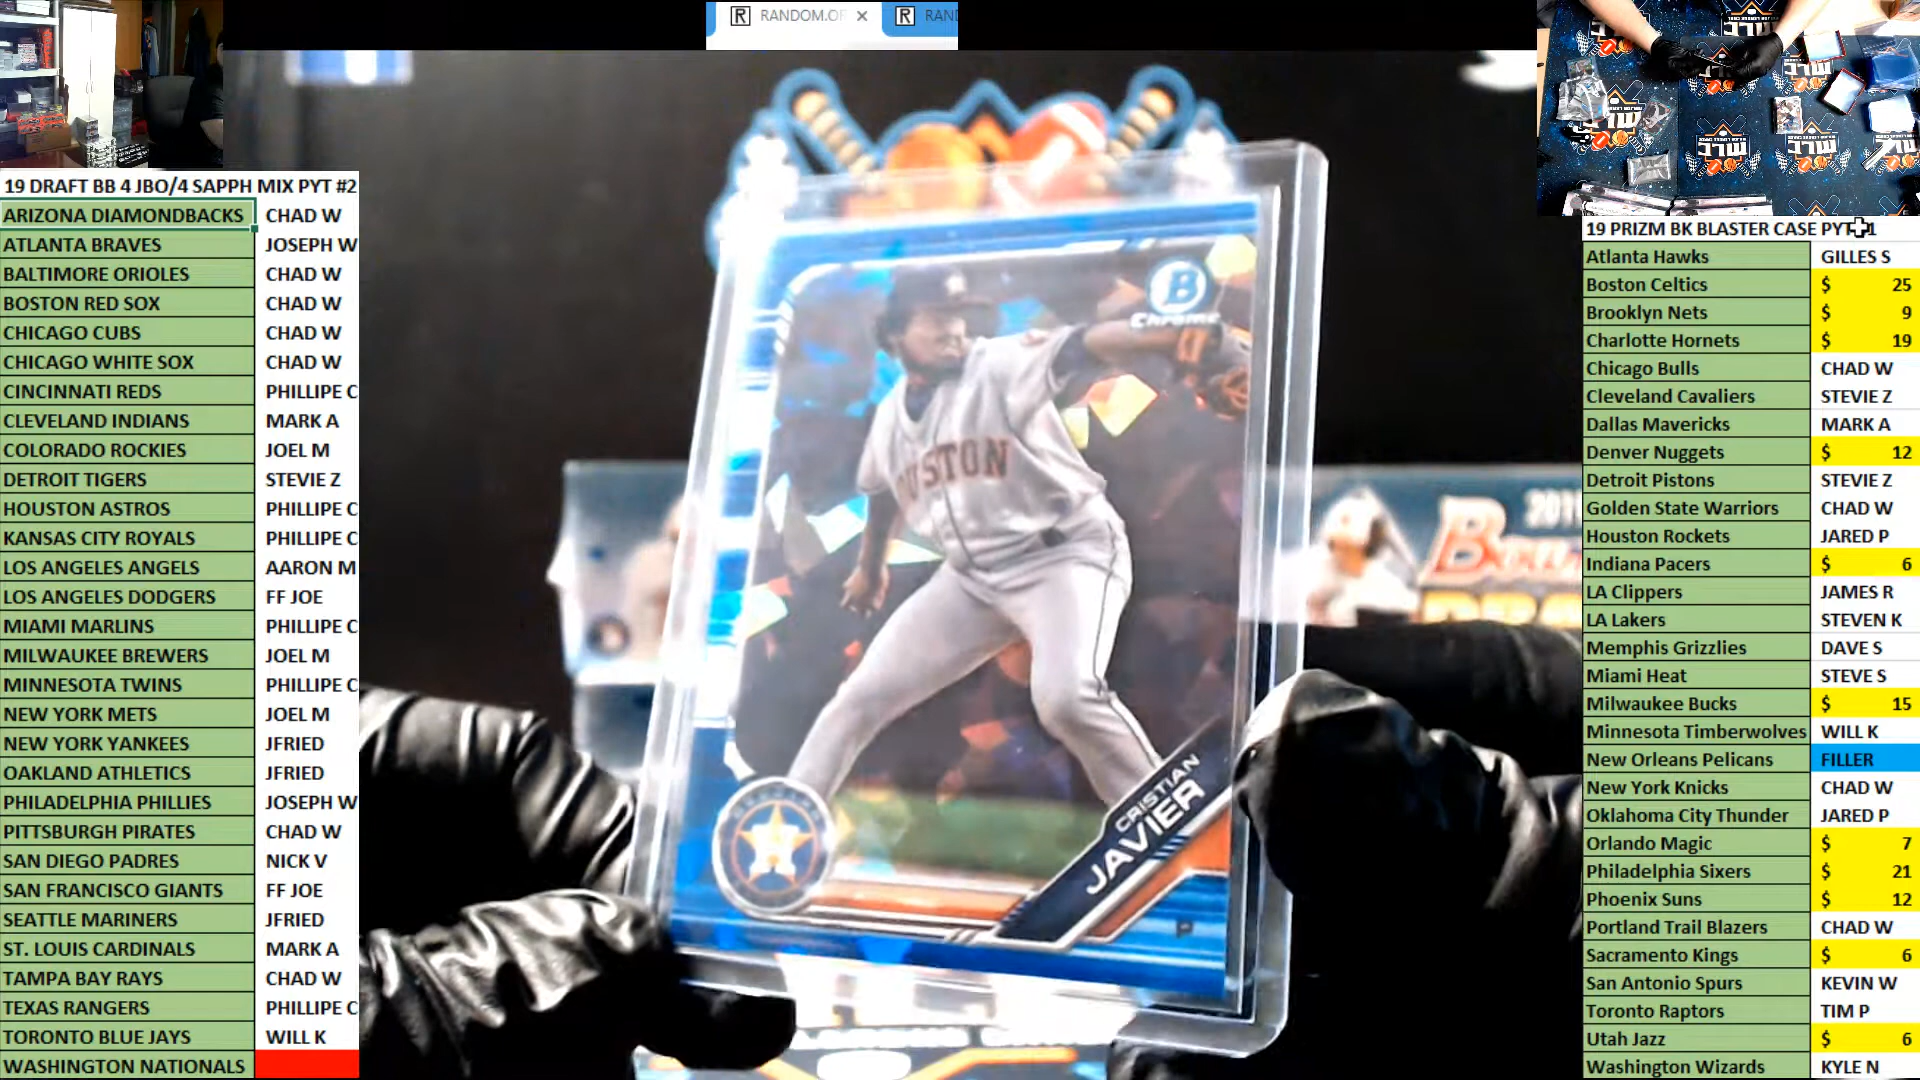 RANDOM.OR
RAND
19 DRAFT BB 4 JBO/4 SAPPH MIX PYT #2
ARIZONA DIAMONDBACKS CHAD W
ATLANTA BRAVES JOSEPH W
BALTIMORE ORIOLES CHAD W
BOSTON RED SOX CHAD W
CHICAGO CUBS CHAD W
CHICAGO WHITE SOX CHAD W
CINCINNATI REDS PHILLIPE C
CLEVELAND INDIANS MARK A
COLORADO ROCKIES JOEL M
DETROIT TIGERS STEVIE Z
HOUSTON ASTROS PHILLIPE C
KANSAS CITY ROYALS PHILLIPE C
LOS ANGELES ANGELS AARON M
LOS ANGELES DODGERS FF JOE
MIAMI MARLINS PHILLIPE C
MILWAUKEE BREWERS JOEL M
MINNESOTA TWINS PHILLIPE C
NEW YORK METS JOEL M
NEW YORK YANKEES JFRIED
OAKLAND ATHLETICS JFRIED
PHILADELPHIA PHILLIES JOSEPH W
PITTSBURGH PIRATES CHAD W
SAN DIEGO PADRES NICK V
SAN FRANCISCO GIANTS FF JOE
SEATTLE MARINERS JFRIED
ST. LOUIS CARDINALS MARK A
TAMPA BAY RAYS CHAD W
TEXAS RANGERS PHILLIPE C
TORONTO BLUE JAYS WILL K
WASHINGTON NATIONALS
B
Chrome
HOUSTON
CRISTIAN
JAVIER
P
19 PRIZM BK BLASTER CASE PYT 1
Atlanta Hawks GILLES S
Boston Celtics $ 25
Brooklyn Nets $ 9
Charlotte Hornets $ 19
Chicago Bulls CHAD W
Cleveland Cavaliers STEVIE Z
Dallas Mavericks MARK A
Denver Nuggets $ 12
Detroit Pistons STEVIE Z
Golden State Warriors CHAD W
Houston Rockets JARED P
Indiana Pacers $ 6
LA Clippers JAMES R
LA Lakers STEVEN K
Memphis Grizzlies DAVE S
Miami Heat STEVE S
Milwaukee Bucks $ 15
Minnesota Timberwolves WILL K
New Orleans Pelicans FILLER
New York Knicks CHAD W
Oklahoma City Thunder JARED P
Orlando Magic $ 7
Philadelphia Sixers $ 21
Phoenix Suns $ 12
Portland Trail Blazers CHAD W
Sacramento Kings $ 6
San Antonio Spurs KEVIN W
Toronto Raptors TIM P
Utah Jazz $ 6
Washington Wizards KYLE N